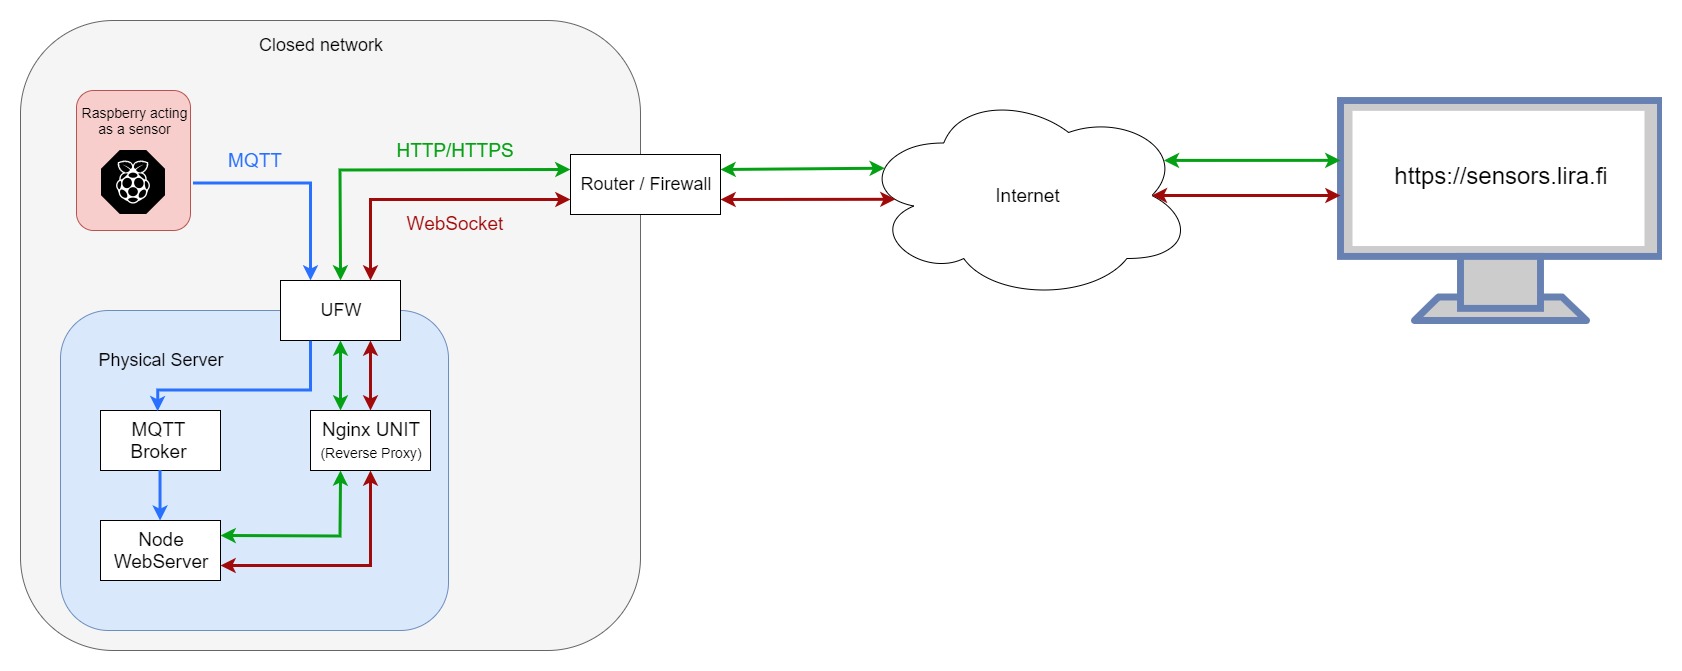 Closed network
Raspberry acting
as a sensor
MQTT
HTTP/HTTPS
WebSocket
Router / Firewall
Internet
https://sensors.lira.fi
UFW
Physical Server
MQTT
Broker
Nginx UNIT
(Reverse Proxy)
Node
WebServer